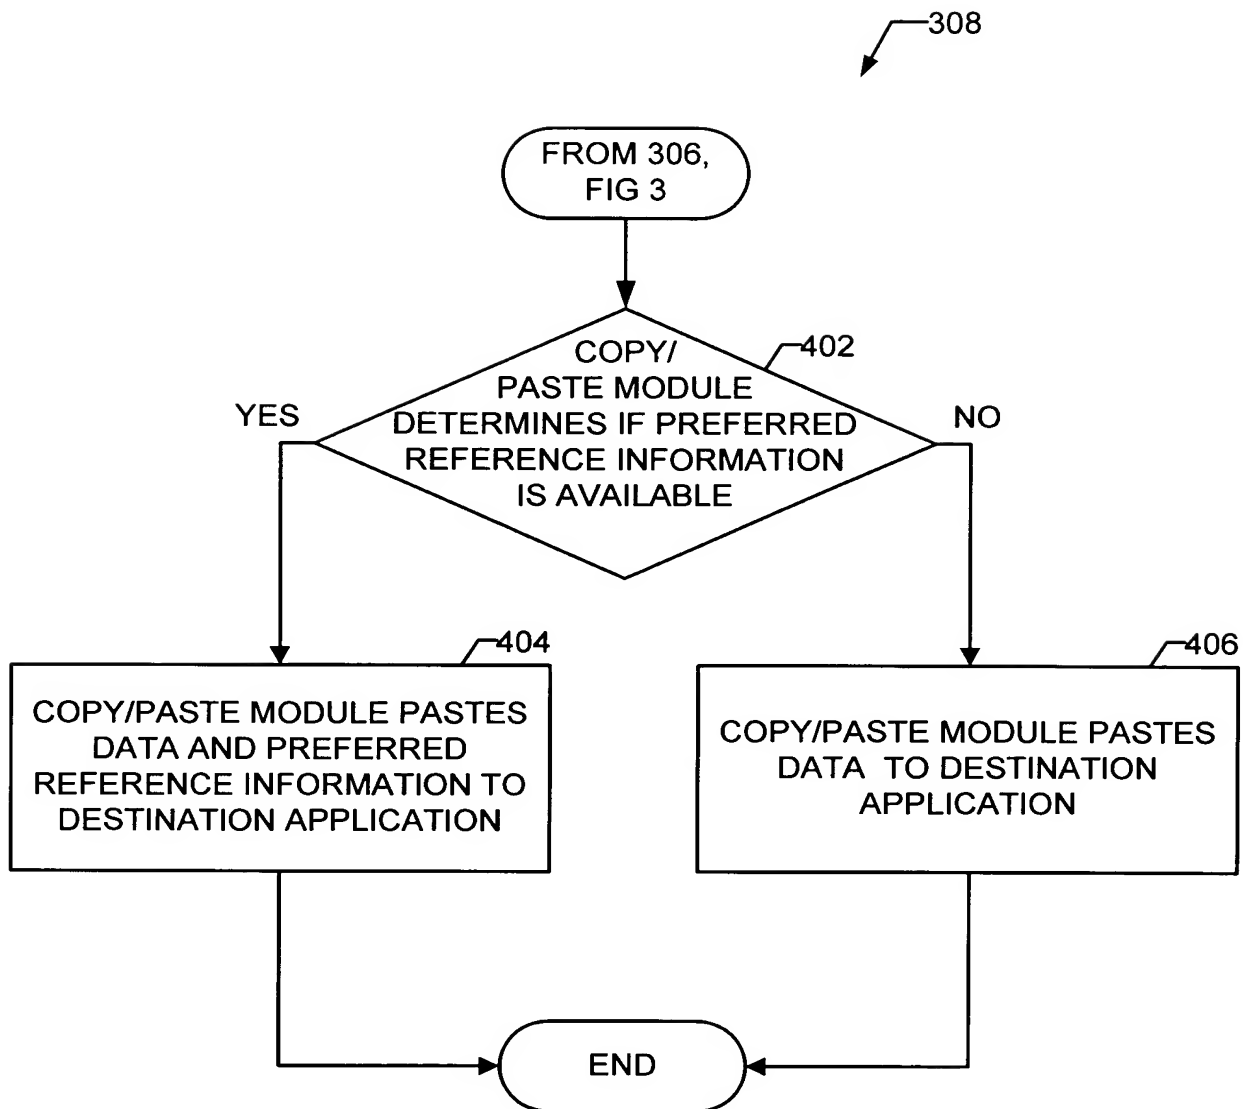 308
FROM 306,
FIG 3
402
COPY/
PASTE MODULE
DETERMINES IF PREFERRED
REFERENCE INFORMATION
IS AVAILABLE
YES
NO
404
COPY/PASTE MODULE PASTES
DATA AND PREFERRED
REFERENCE INFORMATION TO
DESTINATION APPLICATION
406
COPY/PASTE MODULE PASTES
DATA TO DESTINATION
APPLICATION
END